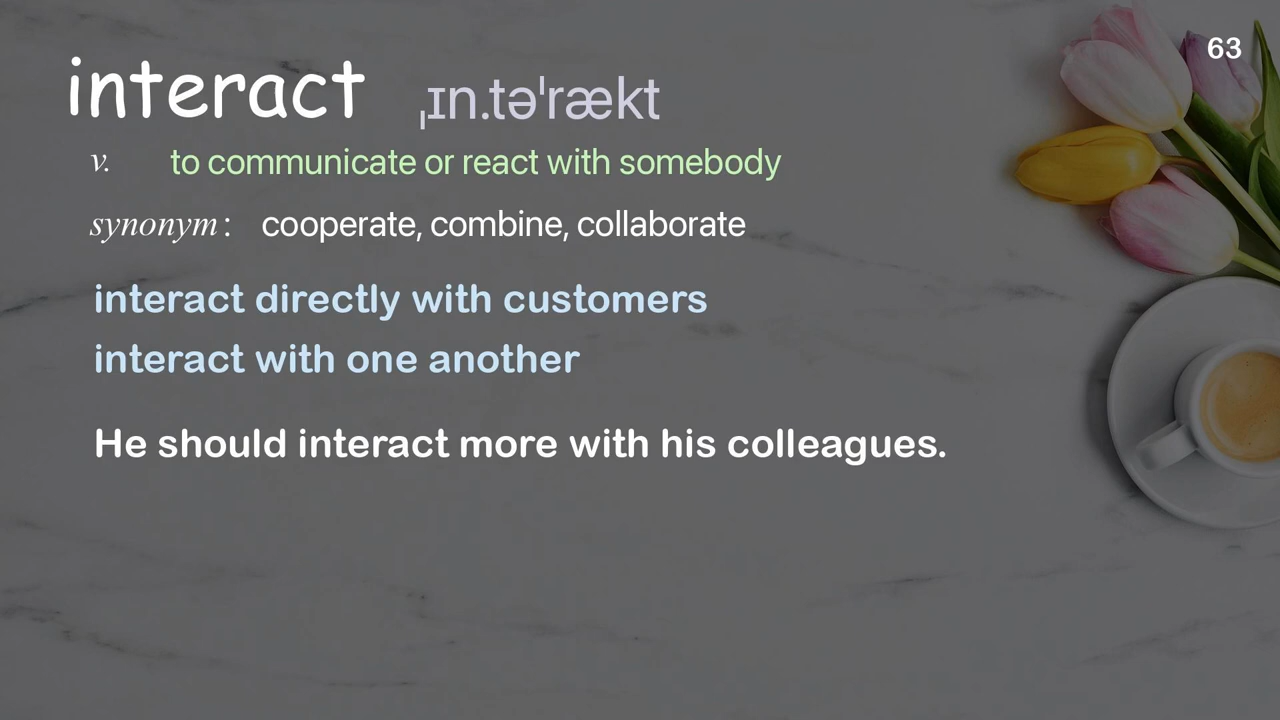 63
interact ˌɪn.təˈrækt
v. to communicate or react with somebody
synonym: cooperate, combine, collaborate
interact directly with customers
interact with one another
He should interact more with his colleagues.